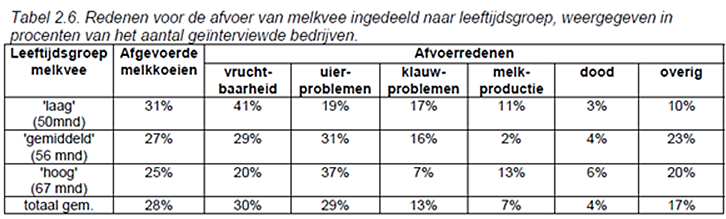 Tabel 2.6. Redenen voor de afvoer van melkvee ingedeeld naar leeftijdsgroep, weergegeven in
procenten van het aantal geïnterviewde bedrijven.
Leeftijdsgroep melkvee Afgevoerde melkkoeien Afvoerredenen
vrucht-baarheid uier-problemen klauw-problemen melk-productie dood overig
'laag' (50mnd) 31% 41% 19% 17% 11% 3% 10%
'gemiddeld' (56 mnd) 27% 29% 31% 16% 2% 4% 23%
'hoog' (67 mnd) 25% 20% 37% 7% 13% 6% 20%
totaal gem. 28% 30% 29% 13% 7% 4% 17%